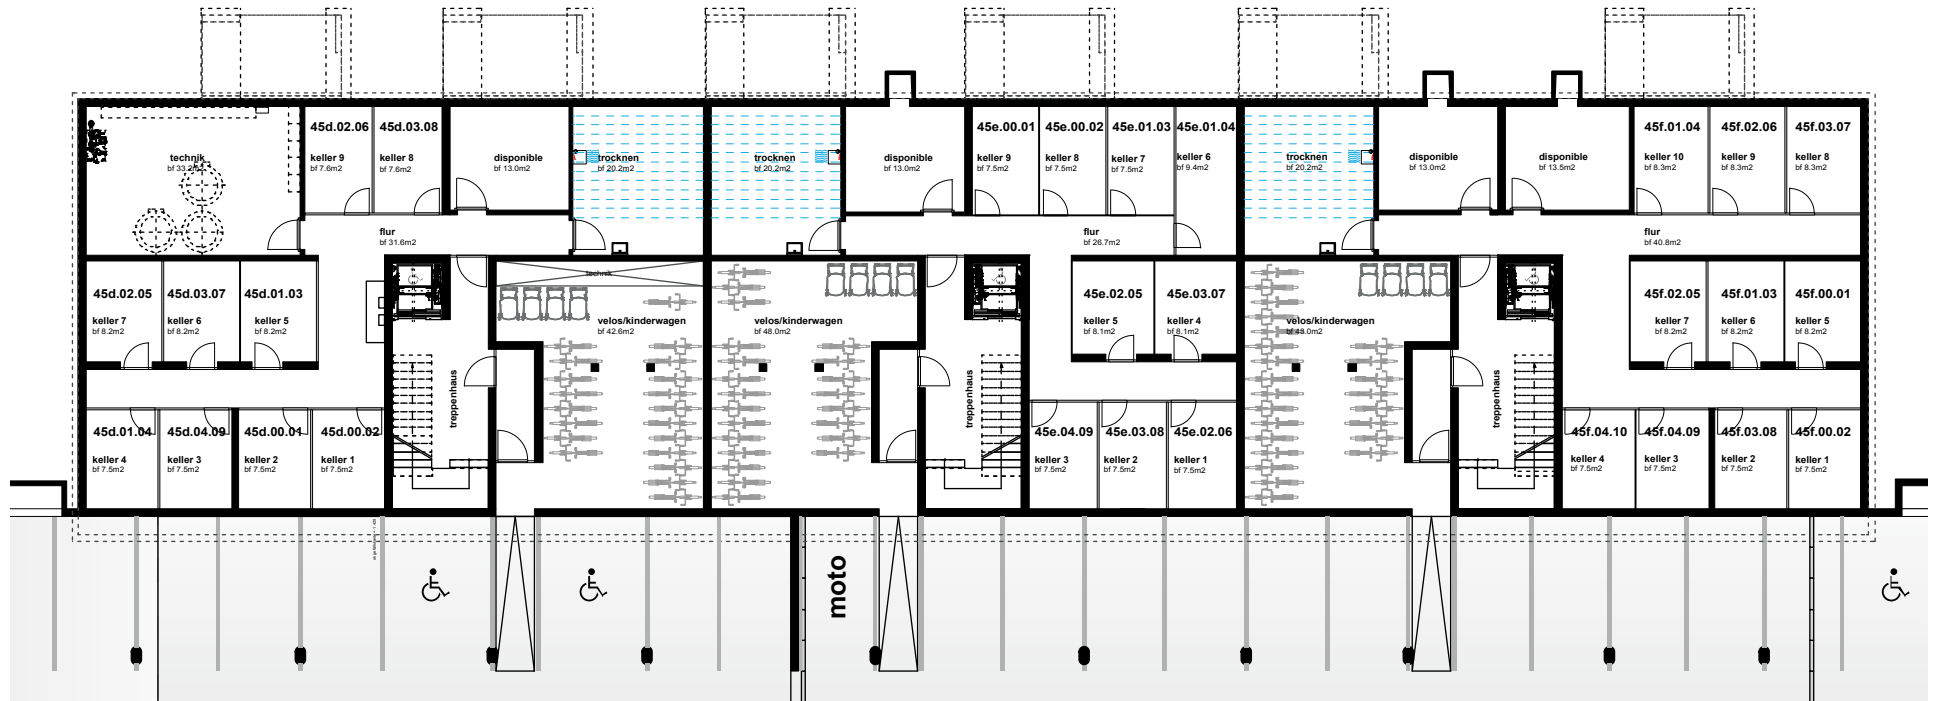 45d.02.06
keller 9
bf 7.6m2
45d.03.08
keller 8
bf 7.6m2
technik
disponible
bf 13.0m2
trocknen
bf 20.2m2
trocknen
bf 20.2m2
disponible
bf 13.0m2
45e.00.01
keller 9
bf 7.5m2
45e.00.02
keller 8
bf 7.5m2
45e.01.03
keller 7
bf 7.5m2
45e.01.04
keller 6
bf 9.4m2
trocknen
bf 20.2m2
disponible
bf 13.0m2
disponible
bf 13.5m2
45f.01.04
keller 10
bf 8.3m2
45f.02.06
keller 9
bf 8.3m2
45f.03.07
keller 8
bf 8.3m2
flur
bf 31.6m2
flur
bf 26.7m2
flur
bf 40.8m2
45d.02.05
keller 7
bf 8.2m2
45d.03.07
keller 6
bf 8.2m2
45d.01.03
keller 5
bf 8.2m2
technik
velos/kinderwagen
bf 42.6m2
velos/kinderwagen
bf 48.0m2
45e.02.05
keller 5
bf 8.1m2
45e.03.07
keller 4
bf 8.1m2
velos/kinderwagen
45f.02.05
keller 7
bf 8.2m2
45f.01.03
keller 6
bf 8.2m2
45f.00.01
keller 5
bf 8.2m2
treppenhaus
treppenhaus
treppenhaus
45d.01.04
keller 4
bf 7.5m2
45d.04.09
keller 3
bf 7.5m2
45d.00.01
keller 2
bf 7.5m2
45d.00.02
keller 1
bf 7.5m2
45e.04.09
keller 3
bf 7.5m2
45e.03.08
keller 2
bf 7.5m2
45e.02.06
keller 1
bf 7.5m2
45f.04.10
keller 4
bf 7.5m2
45f.04.09
keller 3
bf 7.5m2
45f.03.08
keller 2
bf 7.5m2
45f.00.02
keller 1
bf 7.5m2
moto